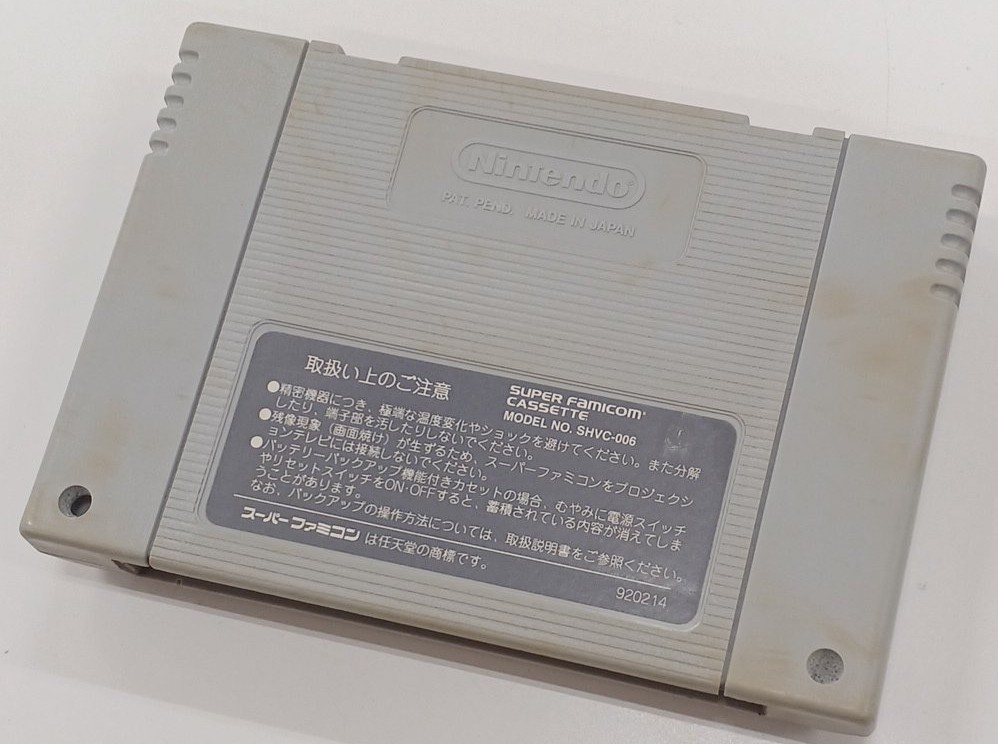 Nintendo
PAT. PEND. MADE IN JAPAN
取扱い上のご注意
SUPER FAMICOM
CASSETTE
MODEL NO. SHVC-006
●精密機器につき、極端な温度変化やショックを避けてください。また分解
したり、端子部を汚したりしないでください。
●残像現象（画面焼け）が生ずるため、スーパーファミコンをプロジェクシ
ョンテレビには接続しないでください。
●バッテリーバックアップ機能付きカセットの場合、むやみに電源スイッチ
やリセットスイッチをON・OFFすると、蓄積されている内容が消えてしま
うことがあります。
なお、バックアップの操作方法については、取扱説明書をご参照ください。
スーパーファミコン は任天堂の商標です。
920214